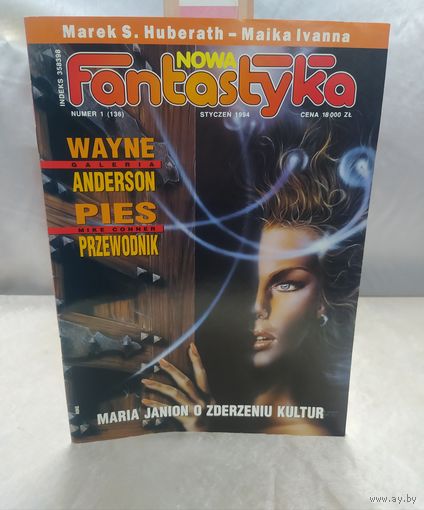 Marek S. Huberath – Maika Ivanna
INDEKS 358398
NOWA
Fantastyka
NUMER 1 (136) STYCZEŃ 1994 CENA 18 000 ZŁ
WAYNE
GALERIA
ANDERSON
PIES
MIKE CONNER
PRZEWODNIK
MARIA JANION O ZDERZENIU KULTUR
www.ay.by